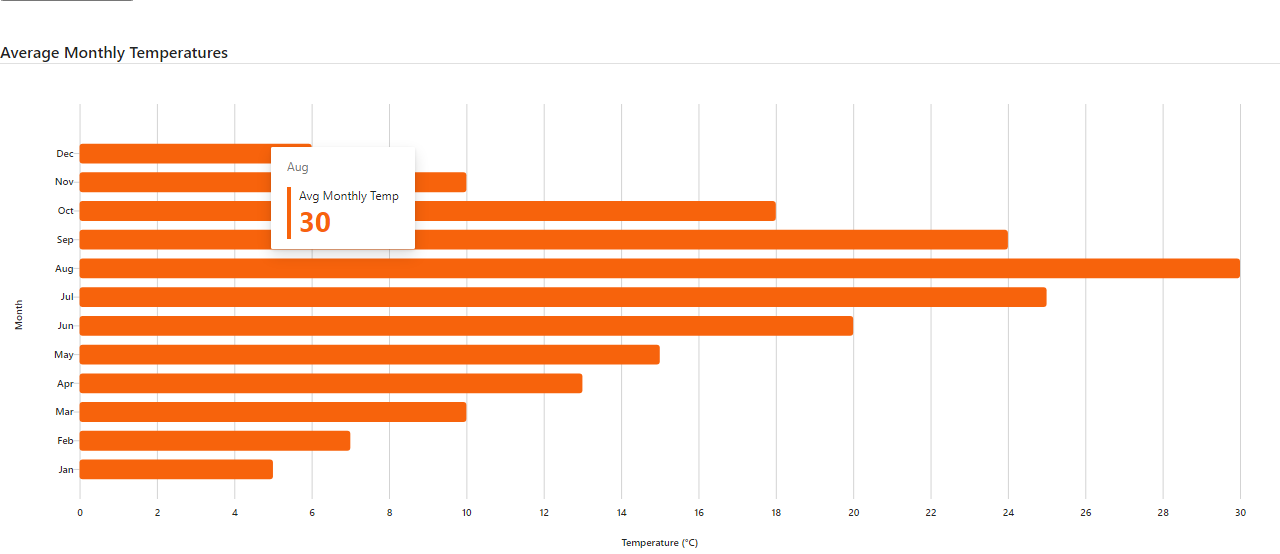 Average Monthly Temperatures
Dec
Aug
Nov
Avg Monthly Temp
Oct
30
Sep
Aug
Jul
Month
Jun
May
Apr
Mar
Feb
Jan
0 2 4 6 8 10 12 14 16 18 20 22 24 26 28 30
Temperature (°C)